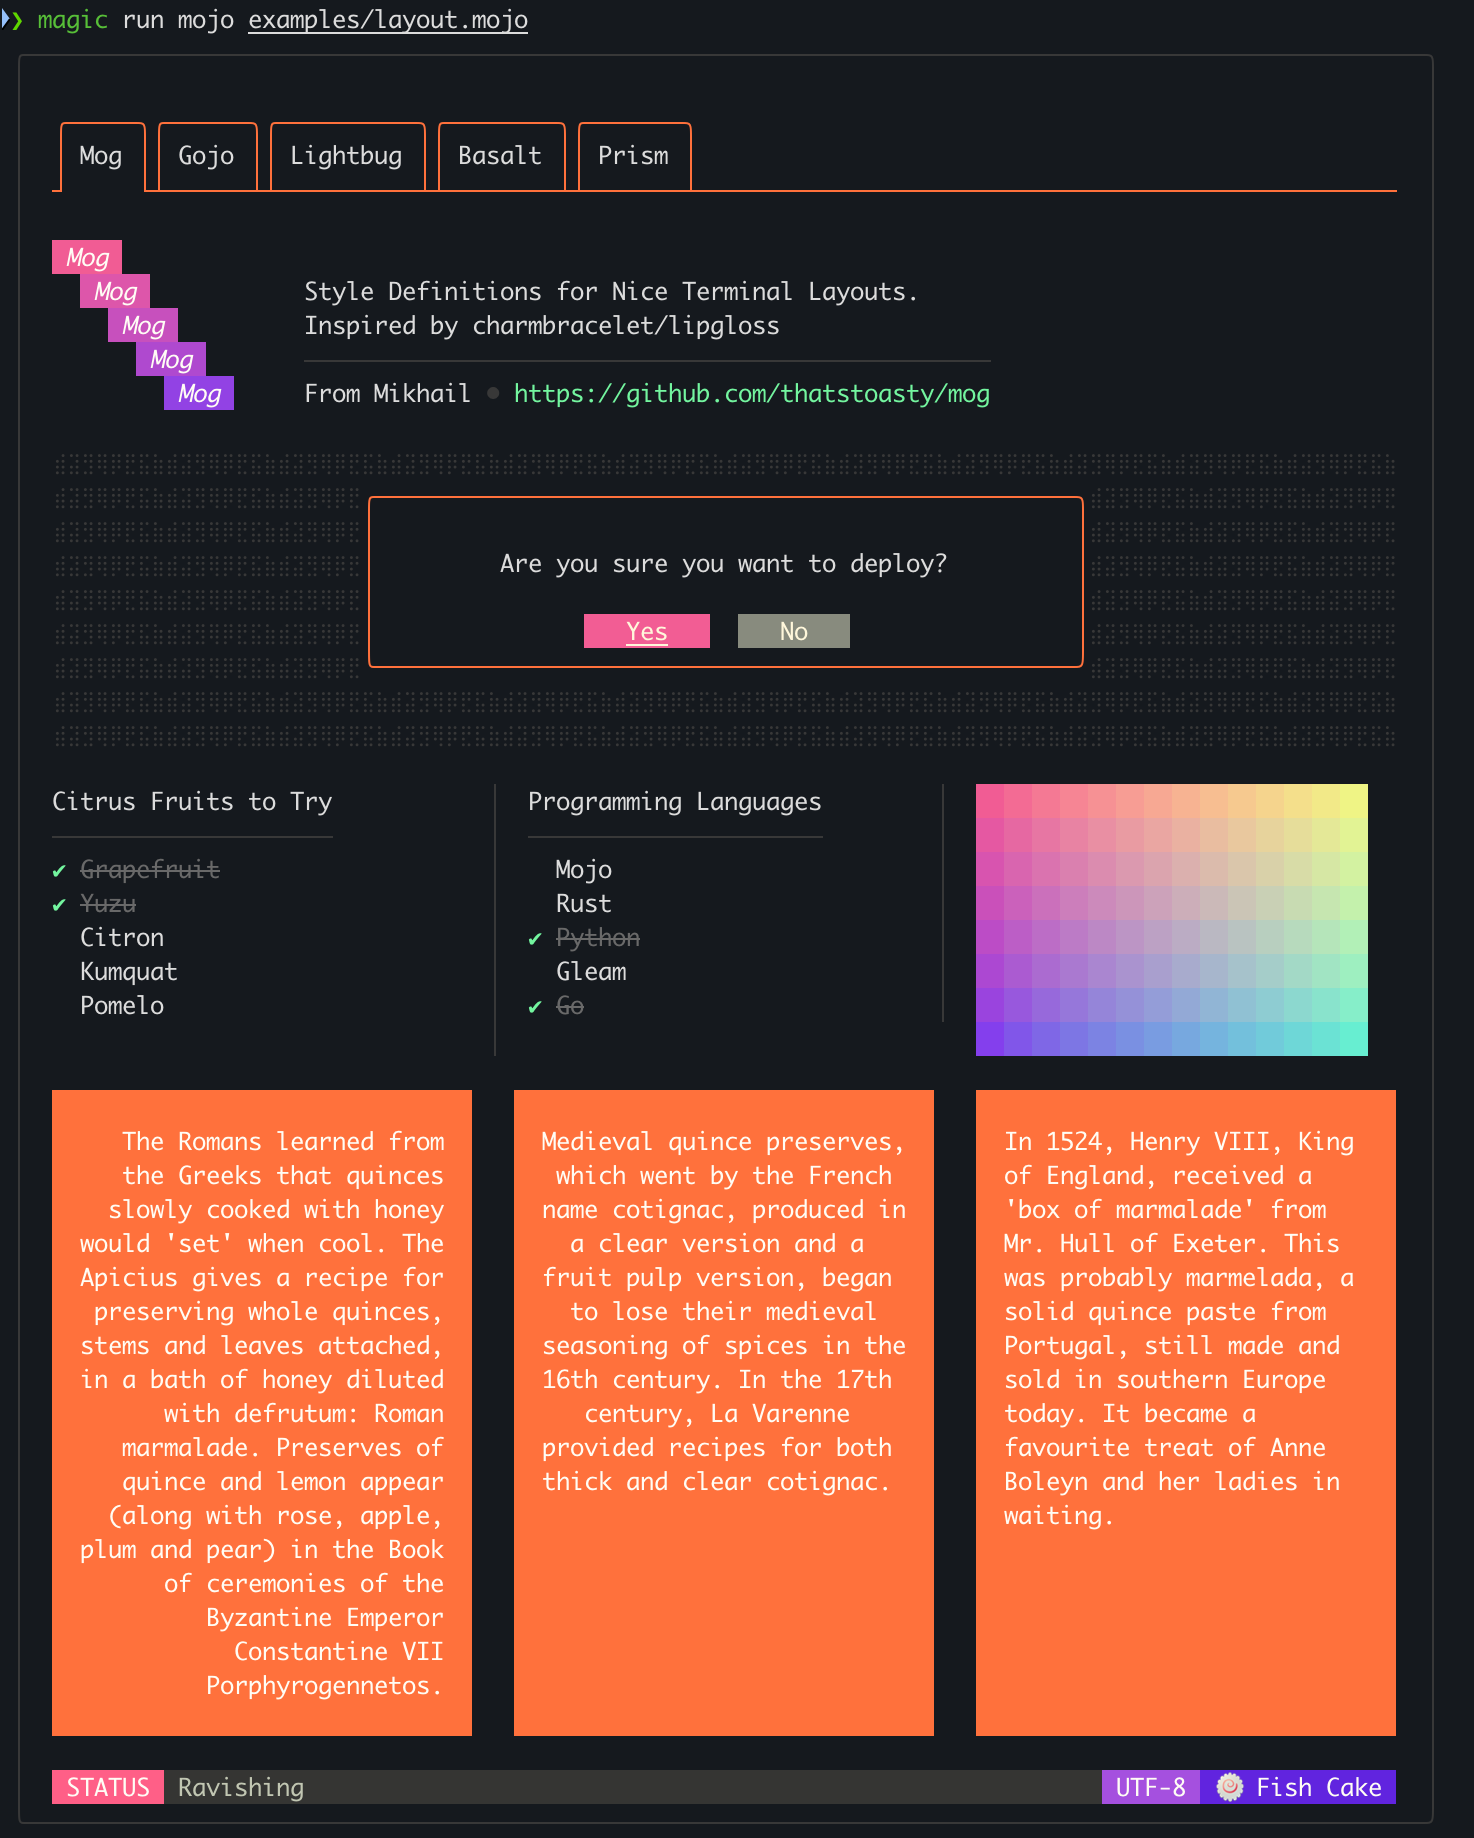 ❯ magic run mojo examples/layout.mojo
Mog Gojo Lightbug Basalt Prism
Mog
Mog
Mog
Mog
Mog
Style Definitions for Nice Terminal Layouts.
Inspired by charmbracelet/lipgloss
From Mikhail • https://github.com/thatstoasty/mog
Are you sure you want to deploy?
Yes No
Citrus Fruits to Try
✔ Grapefruit
✔ Yuzu
Citron
Kumquat
Pomelo
Programming Languages
Mojo
Rust
✔ Python
Gleam
✔ Go
The Romans learned from
the Greeks that quinces
slowly cooked with honey
would 'set' when cool. The
Apicius gives a recipe for
preserving whole quinces,
stems and leaves attached,
in a bath of honey diluted
with defrutum: Roman
marmalade. Preserves of
quince and lemon appear
(along with rose, apple,
plum and pear) in the Book
of ceremonies of the
Byzantine Emperor
Constantine VII
Porphyrogennetos.
Medieval quince preserves,
which went by the French
name cotignac, produced in
a clear version and a
fruit pulp version, began
to lose their medieval
seasoning of spices in the
16th century. In the 17th
century, La Varenne
provided recipes for both
thick and clear cotignac.
In 1524, Henry VIII, King
of England, received a
'box of marmalade' from
Mr. Hull of Exeter. This
was probably marmelada, a
solid quince paste from
Portugal, still made and
sold in southern Europe
today. It became a
favourite treat of Anne
Boleyn and her ladies in
waiting.
STATUS Ravishing UTF-8 🍥 Fish Cake